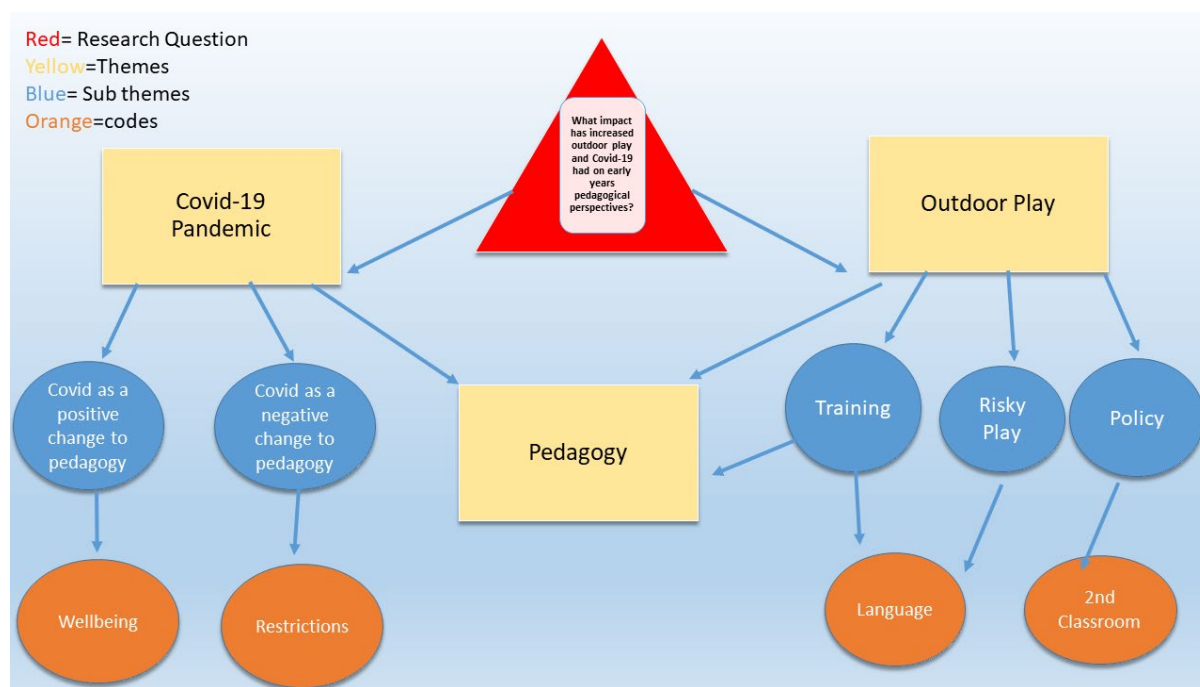 Red= Research Question
Yellow=Themes
Blue= Sub themes
Orange=codes
What impact
has increased
outdoor play
and Covid-19
had on early
years
pedagogical
perspectives?
Covid-19
Pandemic
Outdoor Play
Covid as a
positive
change to
pedagogy
Covid as a
negative
change to
pedagogy
Pedagogy
Training
Risky
Play
Policy
Wellbeing
Restrictions
Language
2nd
Classroom